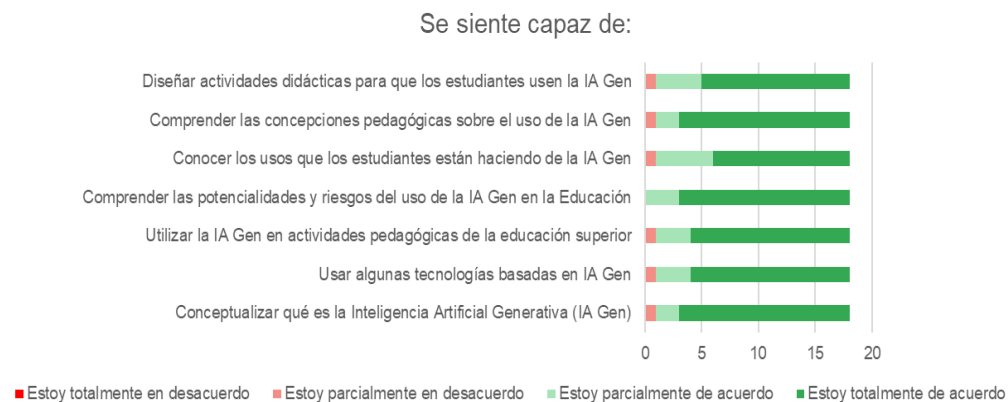 Se siente capaz de:
Diseñar actividades didácticas para que los estudiantes usen la IA Gen
Comprender las concepciones pedagógicas sobre el uso de la IA Gen
Conocer los usos que los estudiantes están haciendo de la IA Gen
Comprender las potencialidades y riesgos del uso de la IA Gen en la Educación
Utilizar la IA Gen en actividades pedagógicas de la educación superior
Usar algunas tecnologías basadas en IA Gen
Conceptualizar qué es la Inteligencia Artificial Generativa (IA Gen)
0 5 10 15 20
Estoy totalmente en desacuerdo Estoy parcialmente en desacuerdo Estoy parcialmente de acuerdo Estoy totalmente de acuerdo